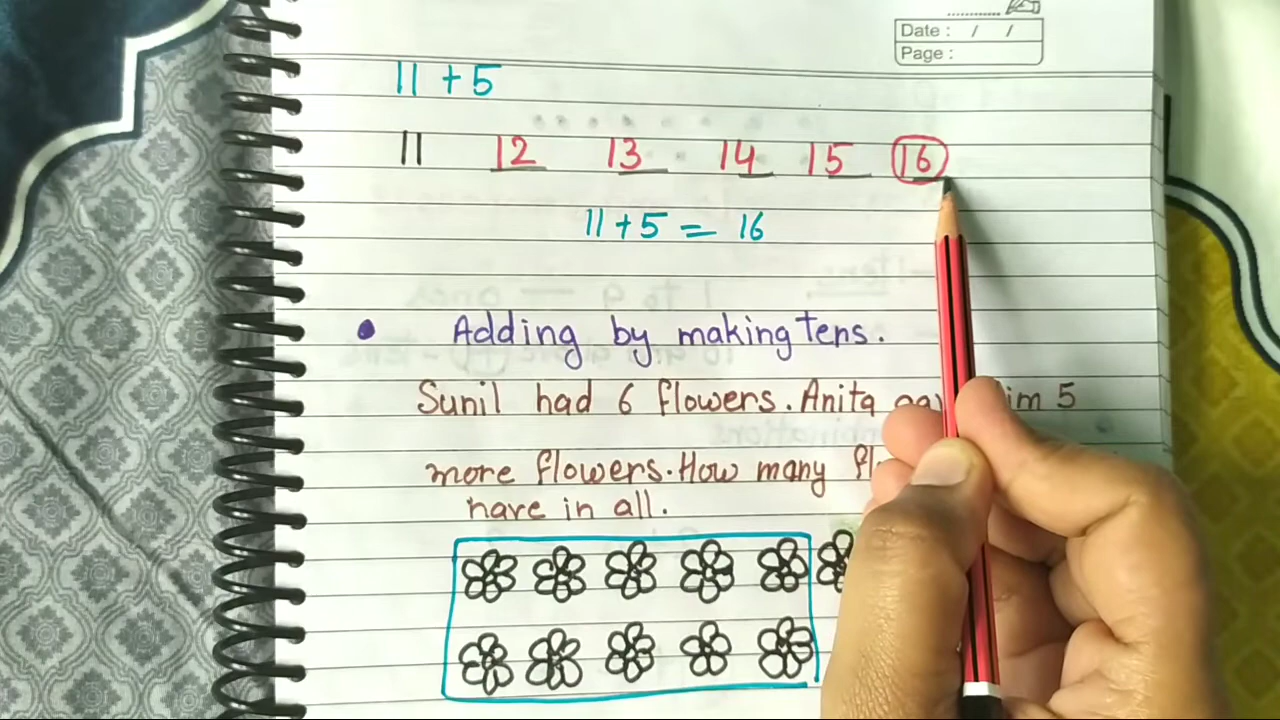 Date : / /
Page :
11 + 5
11 12 13 14 15 16
11 + 5 = 16
• Adding by making tens.
Sunil had 6 flowers. Anita 5
more flowers. How many
have in all.